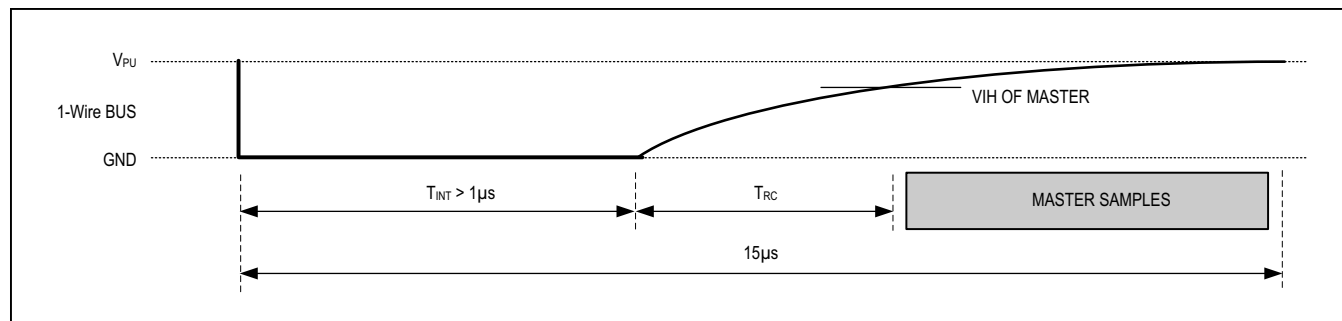 VPU
1-Wire BUS
VIH OF MASTER
GND
TINT > 1µs
TRC
MASTER SAMPLES
15µs